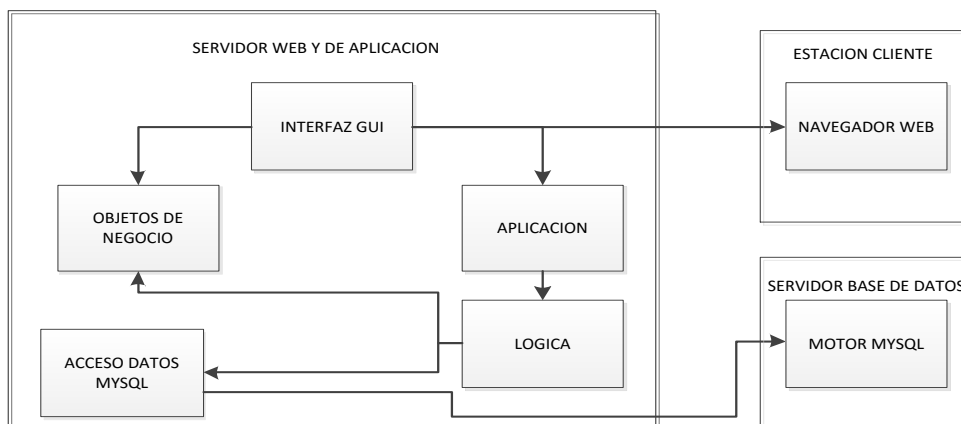 SERVIDOR WEB Y DE APLICACION
INTERFAZ GUI
OBJETOS DE
NEGOCIO
APLICACION
LOGICA
ACCESO DATOS
MYSQL
ESTACION CLIENTE
NAVEGADOR WEB
SERVIDOR BASE DE DATOS
MOTOR MYSQL